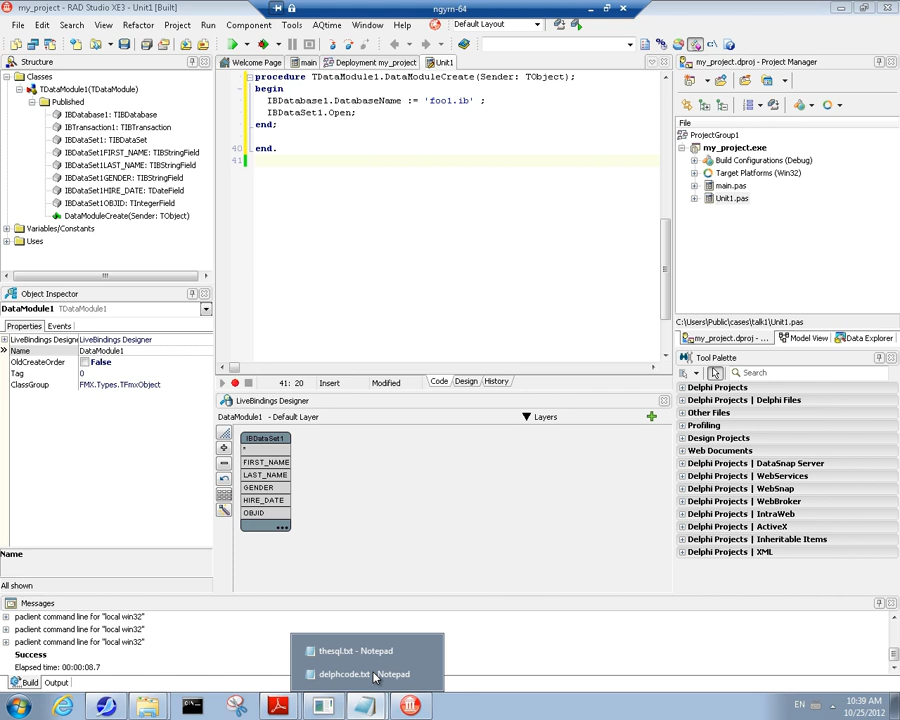 my_project - RAD Studio XE3 - Unit1 [Built]
ngyrn-64
File Edit Search View Refactor Project Run Component Tools AQtime Window Help
Default Layout
Structure
Classes
TDataModule1(TDataModule)
Published
IBDatabase1: TIBDatabase
IBTransaction1: TIBTransaction
IBDataSet1: TIBDataSet
IBDataSet1FIRST_NAME: TIBStringField
IBDataSet1LAST_NAME: TIBStringField
IBDataSet1GENDER: TIBStringField
IBDataSet1HIRE_DATE: TDateField
IBDataSet1OBJID: TIntegerField
DataModuleCreate(Sender: TObject)
Variables/Constants
Uses
Object Inspector
DataModule1 TDataModule
Properties Events
LiveBindings Designer LiveBindings Designer
Name DataModule1
OldCreateOrder False
Tag 0
ClassGroup FMX.Types.TFmxObject
Name
All shown
Welcome Page main Deployment my_project Unit1
procedure TDataModule1.DataModuleCreate(Sender: TObject);
begin
IBDatabase1.DatabaseName := 'foo1.ib' ;
IBDataSet1.Open;
end;
40 end.
41
41: 20 Insert Modified Code Design History
LiveBindings Designer
DataModule1 - Default Layer Layers
IBDataSet1
*
FIRST_NAME
LAST_NAME
GENDER
HIRE_DATE
OBJID
my_project.dproj - Project Manager
File
ProjectGroup1
my_project.exe
Build Configurations (Debug)
Target Platforms (Win32)
main.pas
Unit1.pas
C:\Users\Public\cases\talk1\Unit1.pas
my_project.dproj - ... Model View Data Explorer
Tool Palette
Search
Delphi Projects
Delphi Projects | Delphi Files
Other Files
Profiling
Design Projects
Web Documents
Delphi Projects | DataSnap Server
Delphi Projects | WebServices
Delphi Projects | WebSnap
Delphi Projects | WebBroker
Delphi Projects | IntraWeb
Delphi Projects | ActiveX
Delphi Projects | Inheritable Items
Delphi Projects | XML
Messages
paclient command line for "local win32"
paclient command line for "local win32"
paclient command line for "local win32"
Success
Elapsed time: 00:00:08.7
Build Output
thesql.txt - Notepad
delphcode.txt - Notepad
EN
10:39 AM
10/25/2012